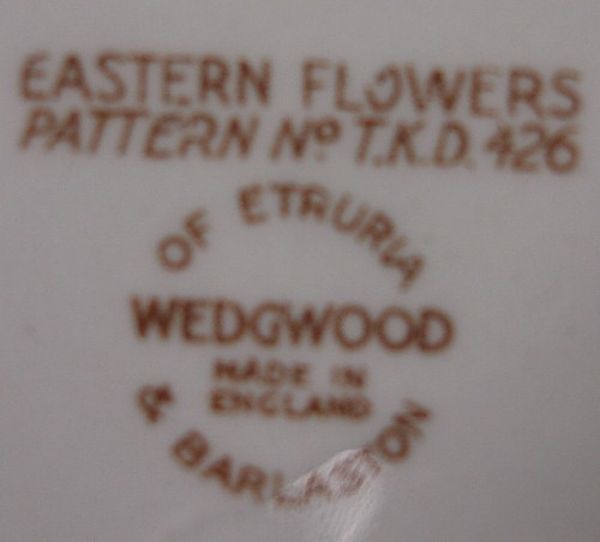 EASTERN FLOWERS
PATTERN Nº T.K.D. 426
OF ETRURIA
WEDGWOOD
MADE IN
ENGLAND
& BARLASTON